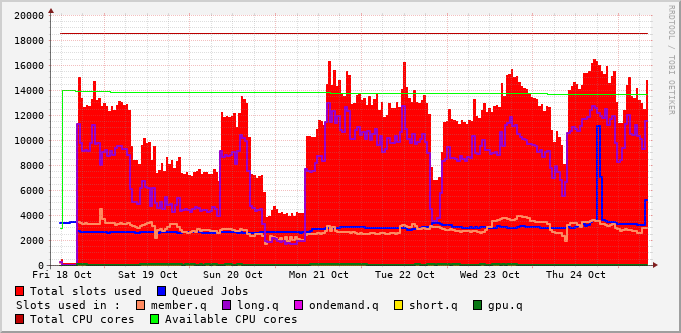 RRDTOOL / TOBI OETIKER
20000
18000
16000
14000
12000
10000
8000
6000
4000
2000
0
Fri 18 Oct Sat 19 Oct Sun 20 Oct Mon 21 Oct Tue 22 Oct Wed 23 Oct Thu 24 Oct
Total slots used Queued Jobs
Slots used in : member.q long.q ondemand.q short.q gpu.q
Total CPU cores Available CPU cores